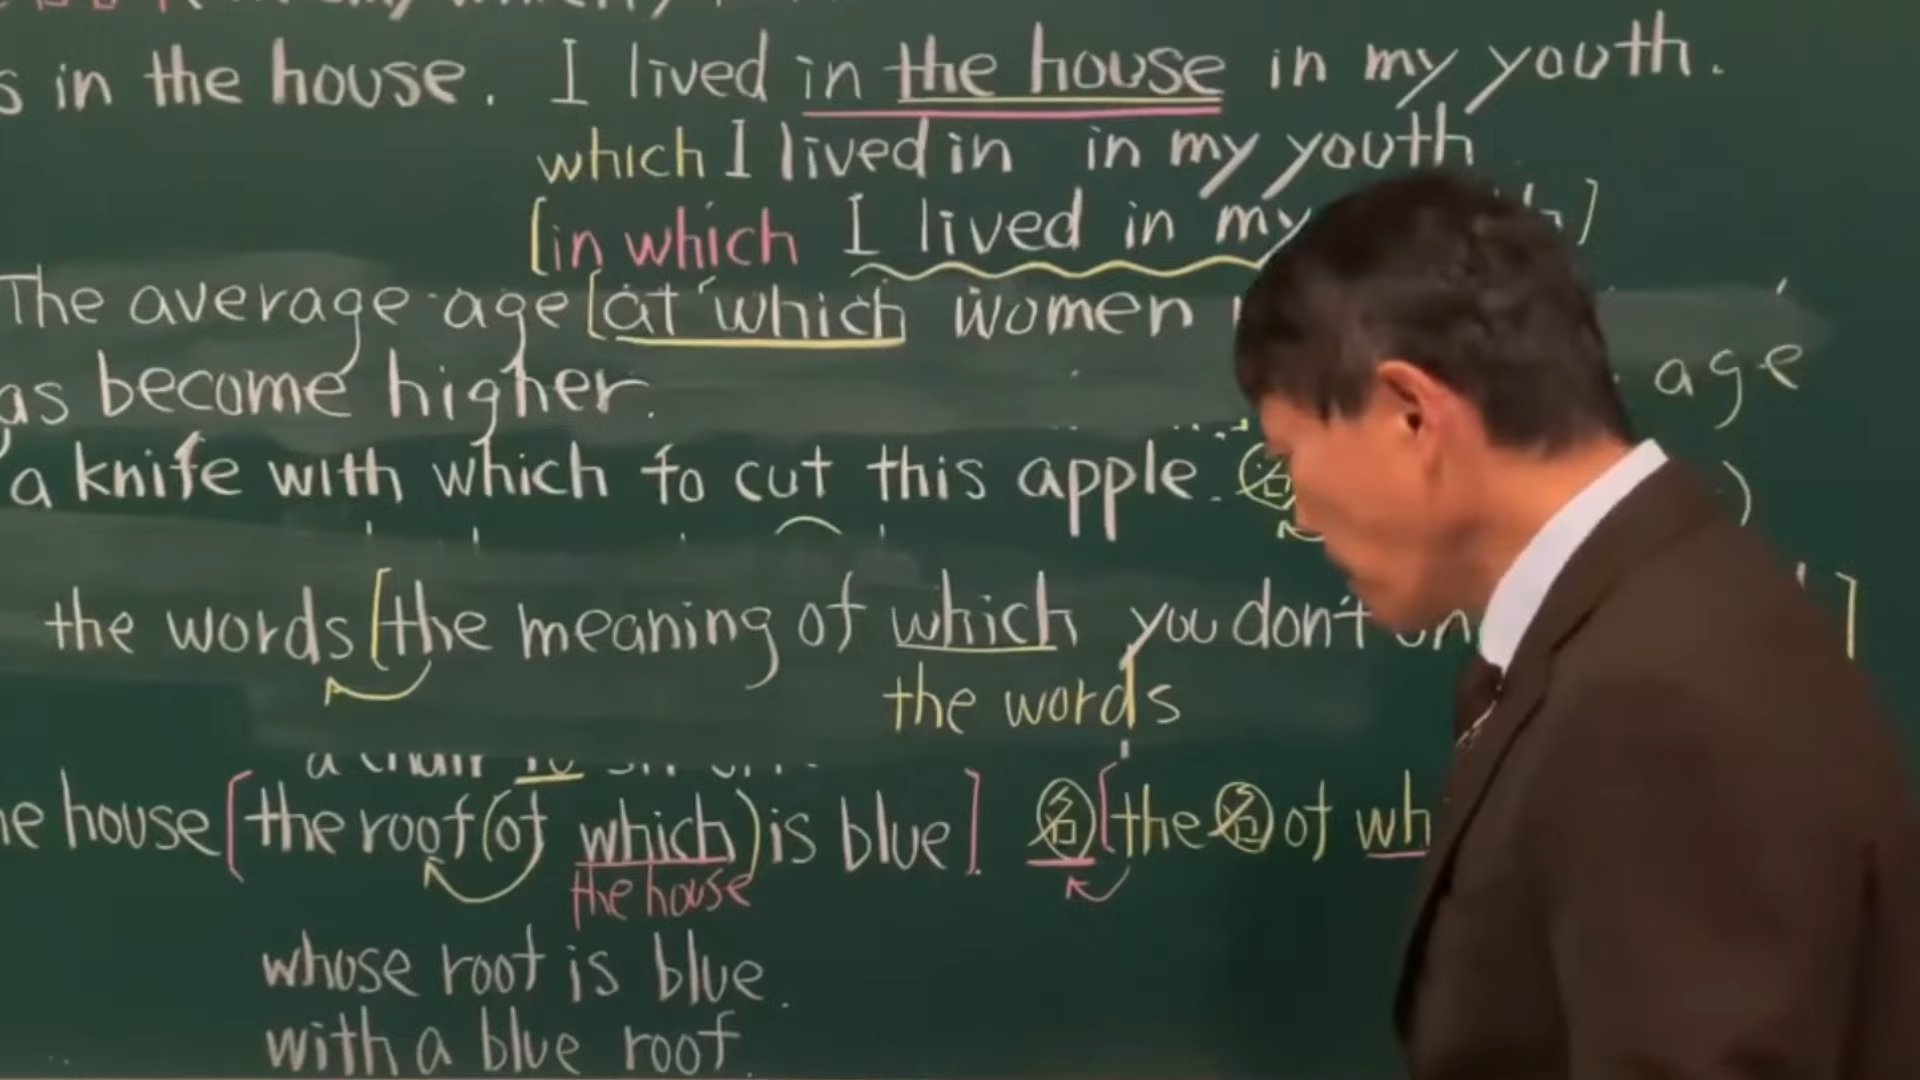 s in the house. I lived in the house in my youth.
which I lived in in my youth
[in which I lived in my ]
The average age [at which women
as become higher. age
a knife with which to cut this apple. 名 )
the words [the meaning of which you don't un ]
the words
he house [the roof (of which) is blue]. 名 [the 名 of wh
the house
whose roof is blue.
with a blue roof.